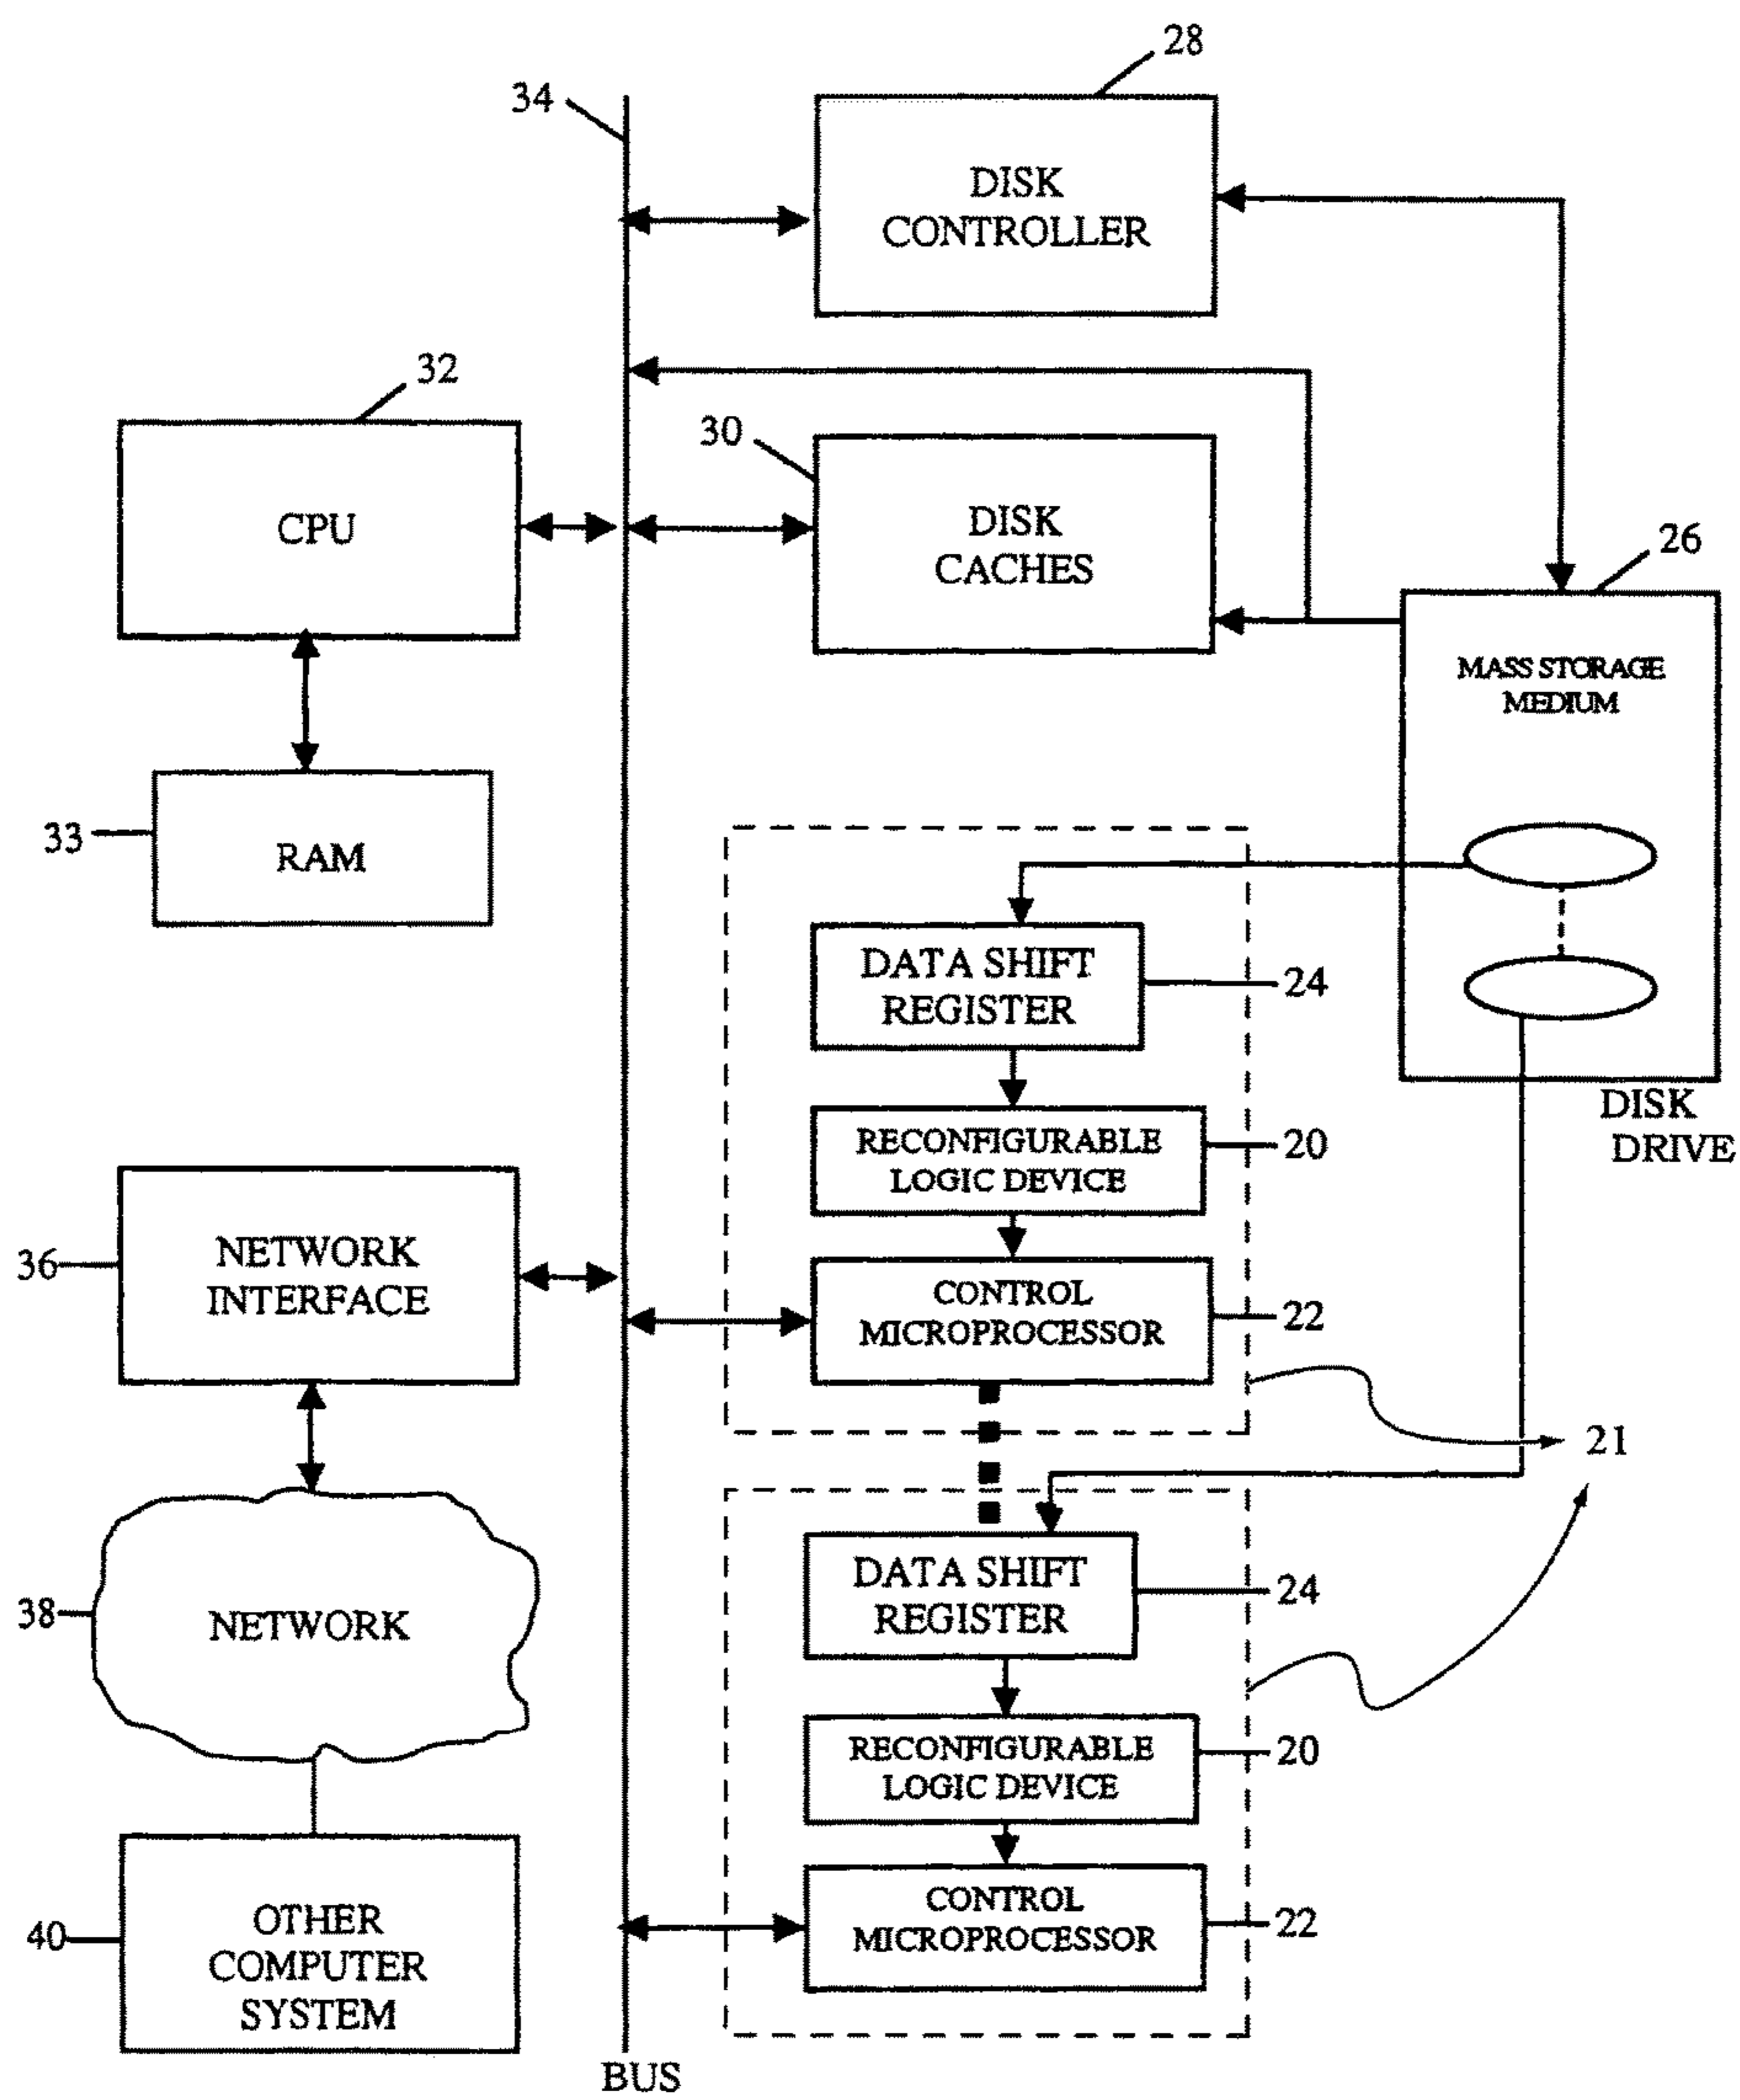 28
34
DISK
CONTROLLER
32
30
CPU
DISK
CACHES
26
MASS STORAGE
MEDIUM
33
RAM
DATA SHIFT
REGISTER
24
DISK
DRIVE
RECONFIGURABLE
LOGIC DEVICE
20
36
NETWORK
INTERFACE
CONTROL
MICROPROCESSOR
22
21
38
NETWORK
DATA SHIFT
REGISTER
24
RECONFIGURABLE
LOGIC DEVICE
20
40
OTHER
COMPUTER
SYSTEM
CONTROL
MICROPROCESSOR
22
BUS